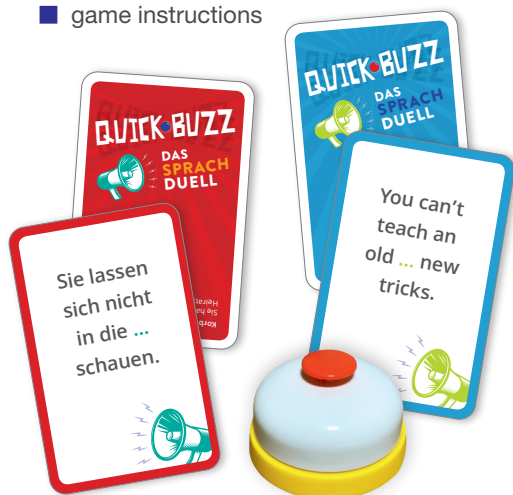 ■ game instructions
QUICK•BUZZ
DAS
SPRACH
DUELL
QUICK•BUZZ
DAS
SPRACH
DUELL
Sie lassen
sich nicht
in die ...
schauen.
You can’t
teach an
old ... new
tricks.